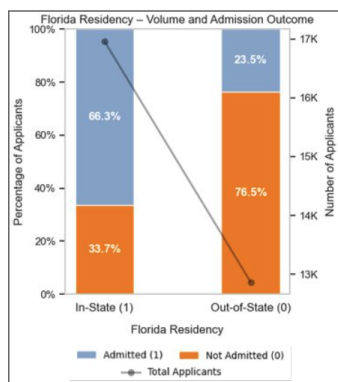 Florida Residency – Volume and Admission Outcome
Percentage of Applicants
100%
80%
60%
40%
20%
0%
66.3%
33.7%
23.5%
76.5%
17K
16K
15K
14K
13K
Number of Applicants
In-State (1)
Out-of-State (0)
Florida Residency
Admitted (1)
Not Admitted (0)
Total Applicants